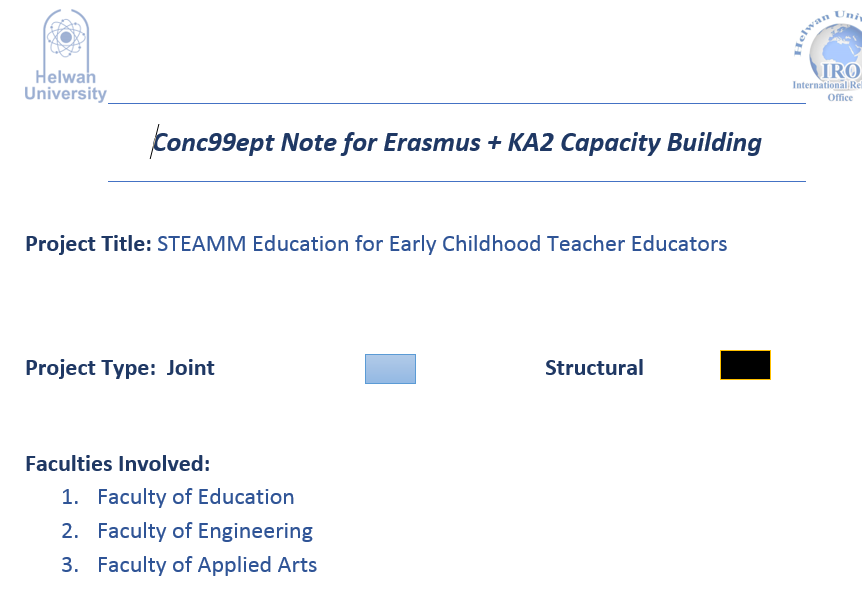 Helwan
University
Helwan Univ
IRO
International Re
Office
Conc99ept Note for Erasmus + KA2 Capacity Building
Project Title: STEAMM Education for Early Childhood Teacher Educators
Project Type: Joint Structural
Faculties Involved:
1. Faculty of Education
2. Faculty of Engineering
3. Faculty of Applied Arts